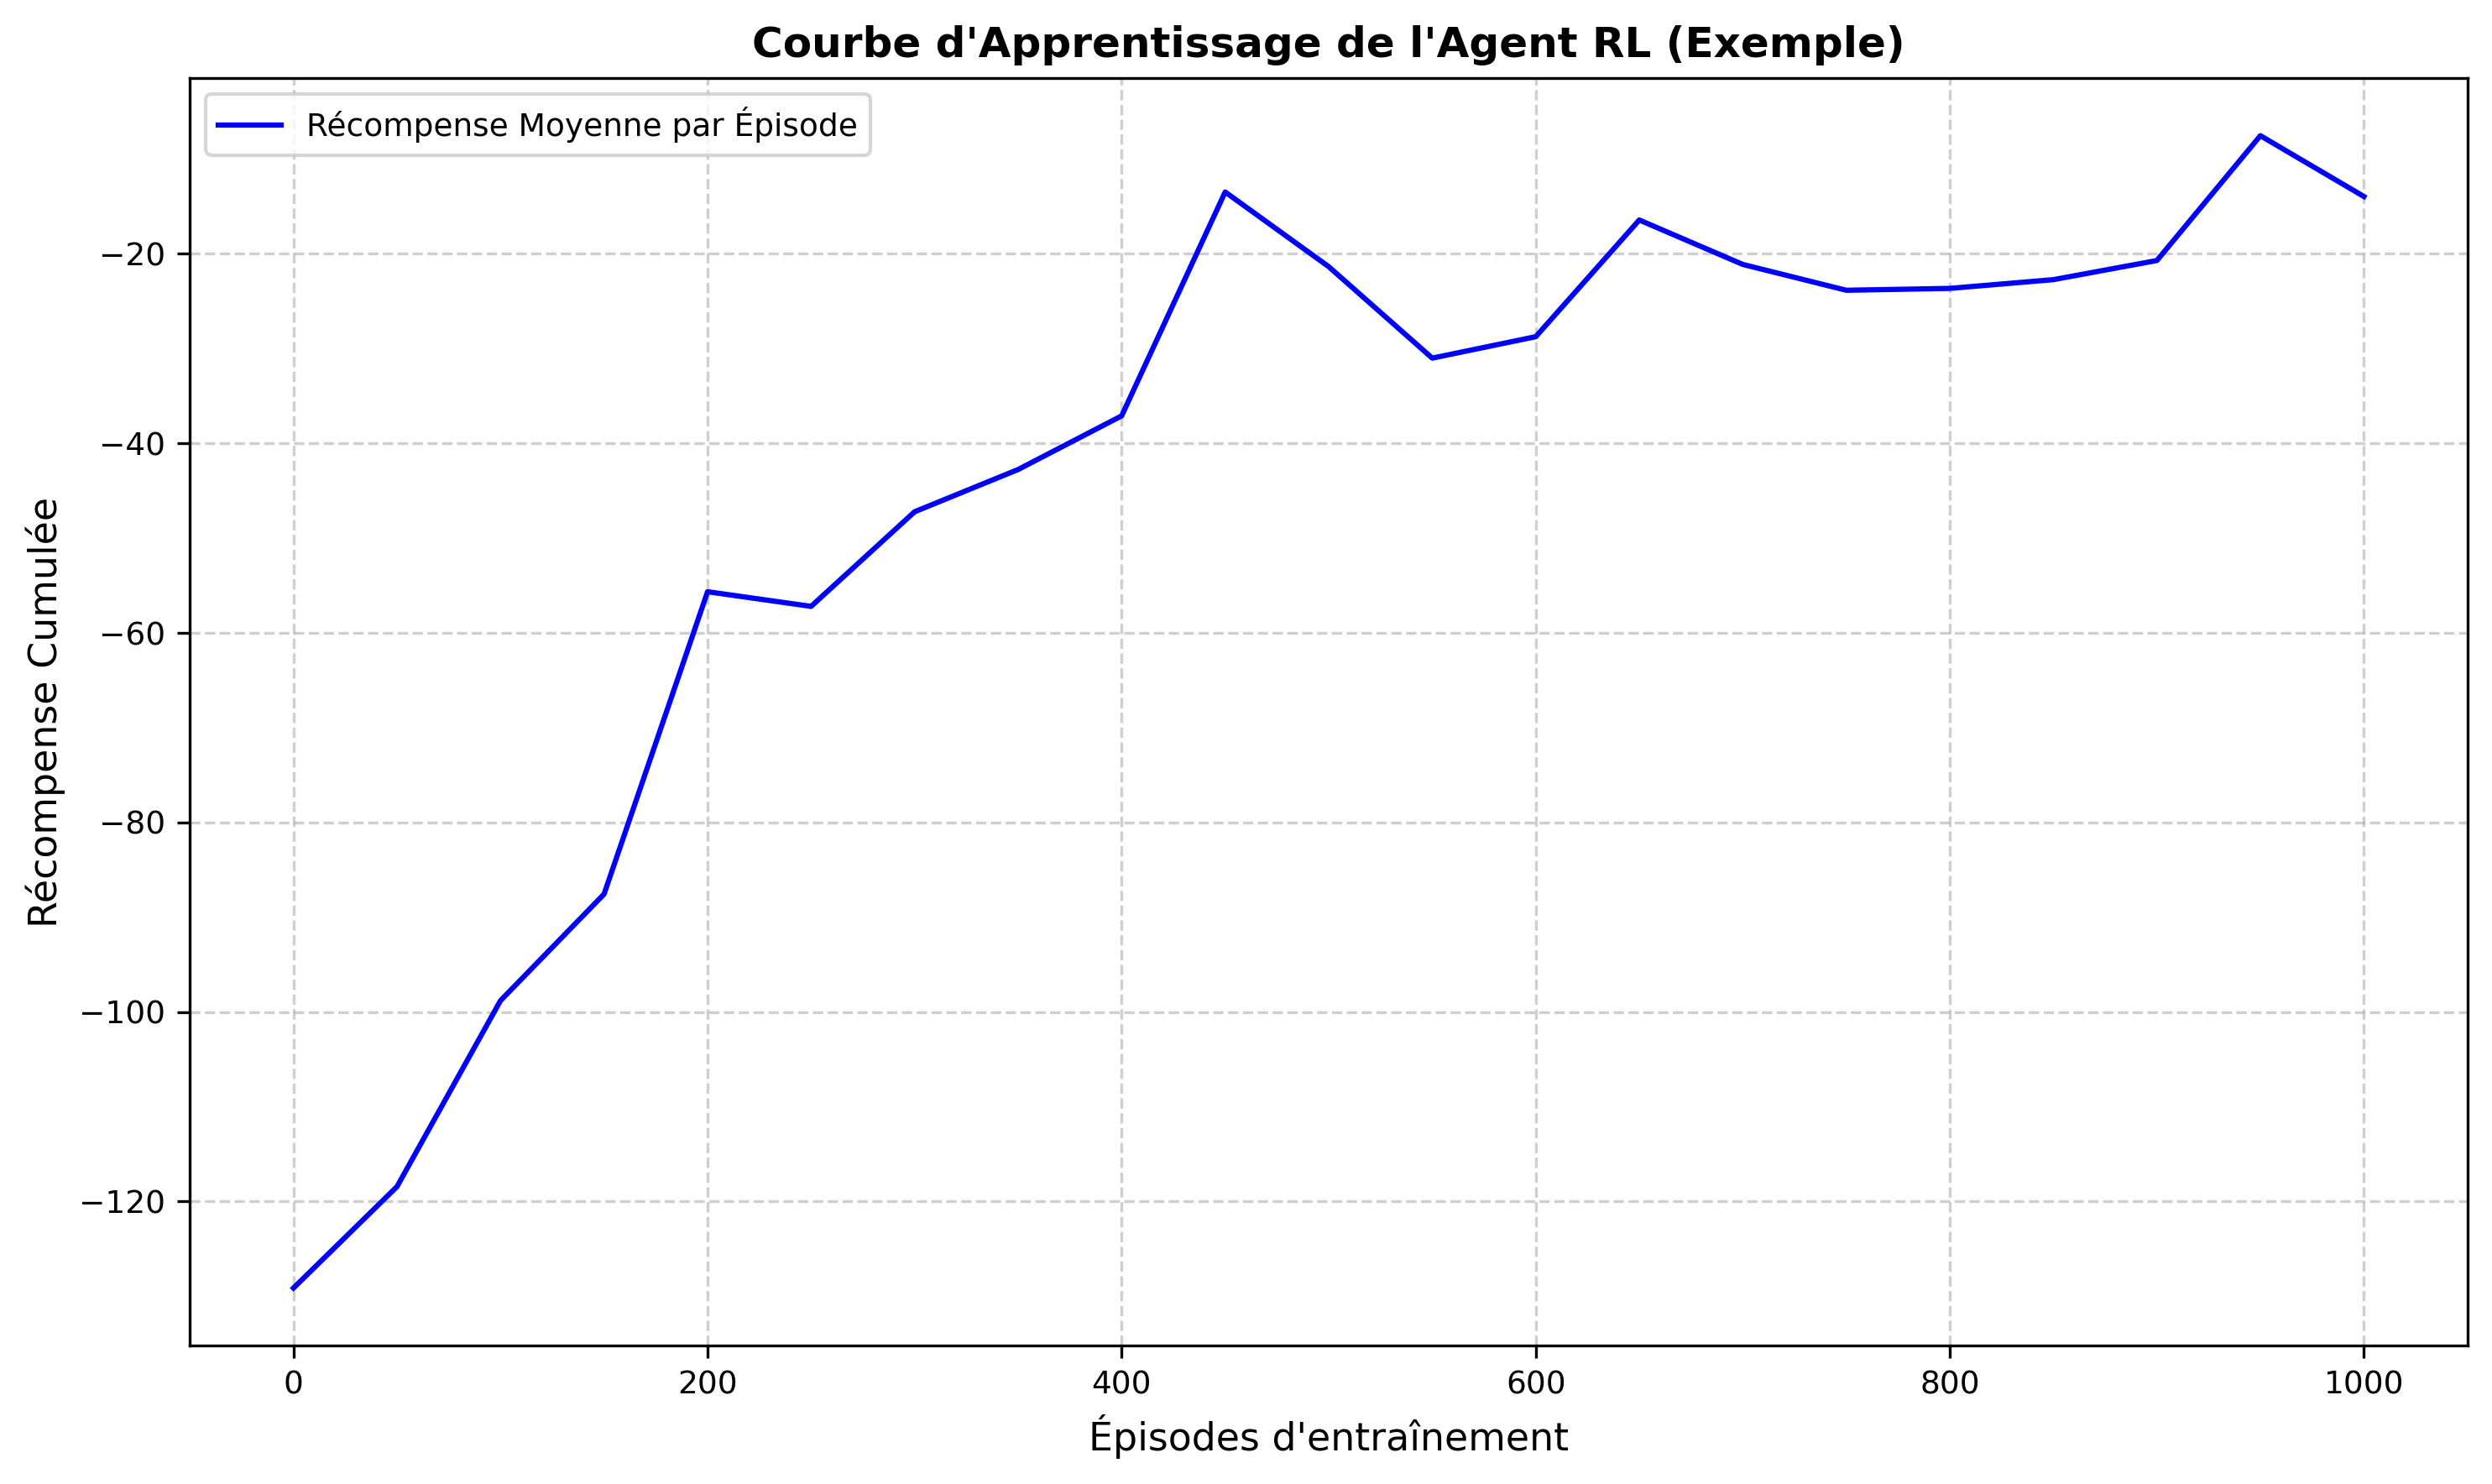 Courbe d'Apprentissage de l'Agent RL (Exemple)
Récompense Moyenne par Épisode
Récompense Cumulée
−20
−40
−60
−80
−100
−120
0 200 400 600 800 1000
Épisodes d'entraînement